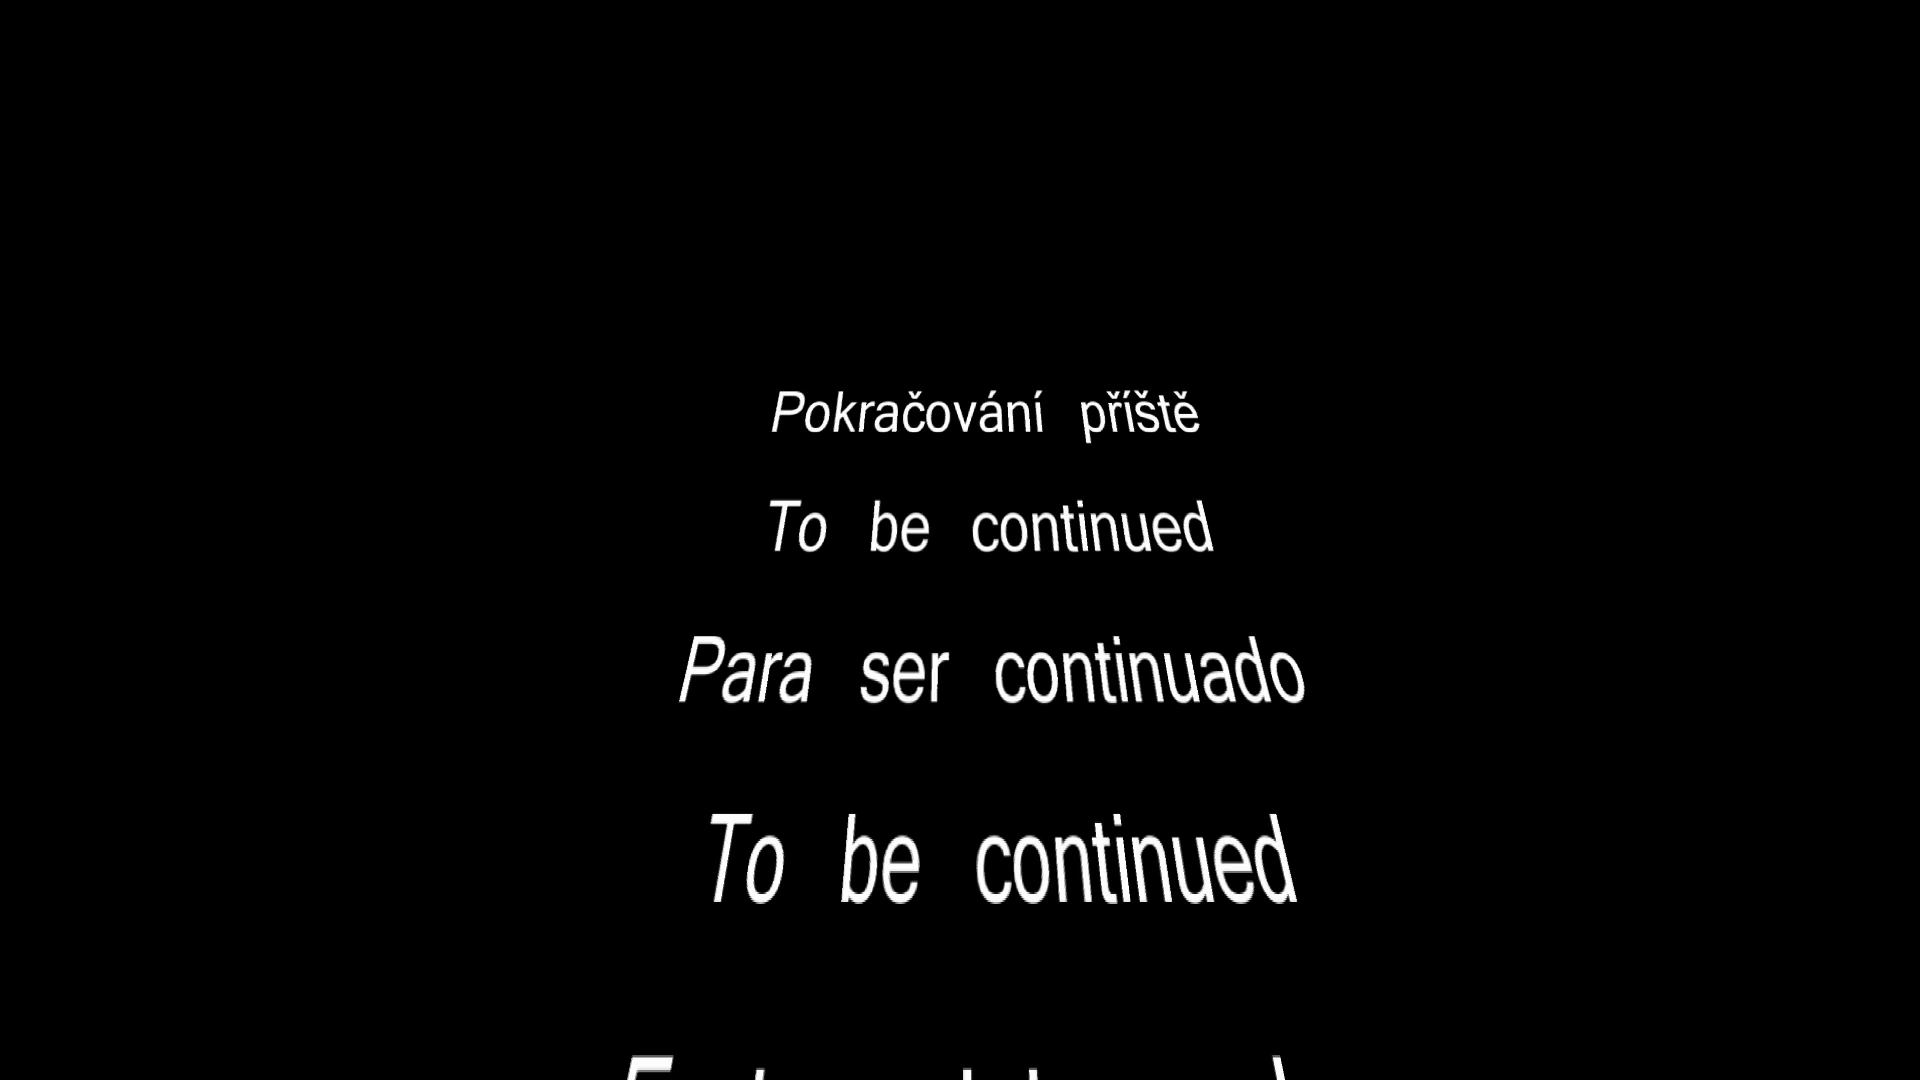 Pokračování příště
To be continued
Para ser continuado
To be continued